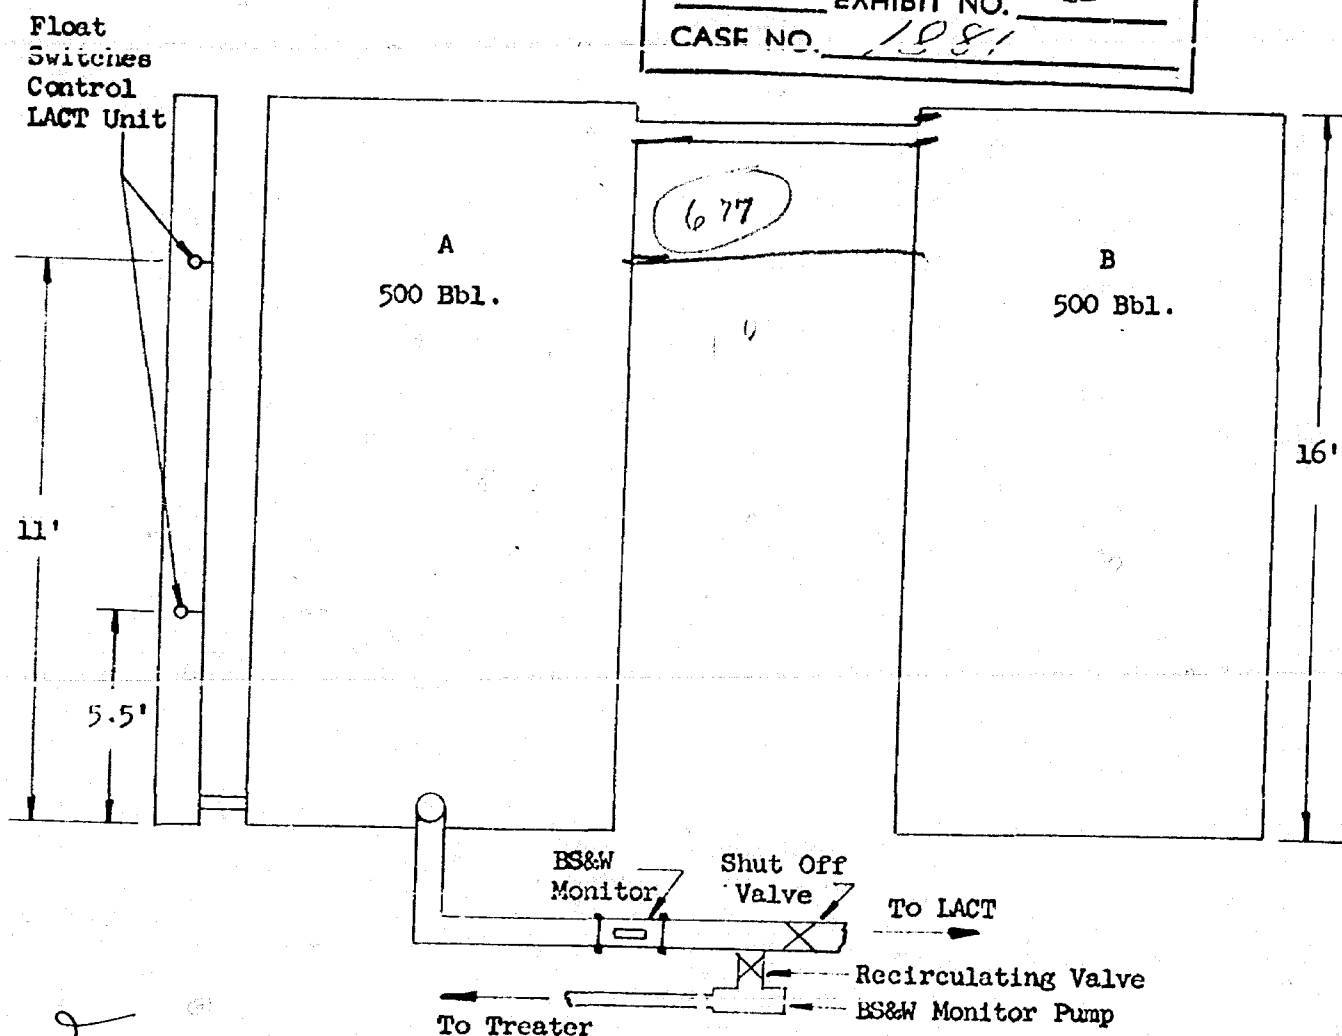 EXHIBIT NO.
CASE NO. 1981
Float
Switches
Control
LACT Unit
677
A
500 Bbl.
B
500 Bbl.
16'
11'
5.5'
BS&W
Monitor
Shut Off
Valve
To LACT
Recirculating Valve
BS&W Monitor Pump
To Treater